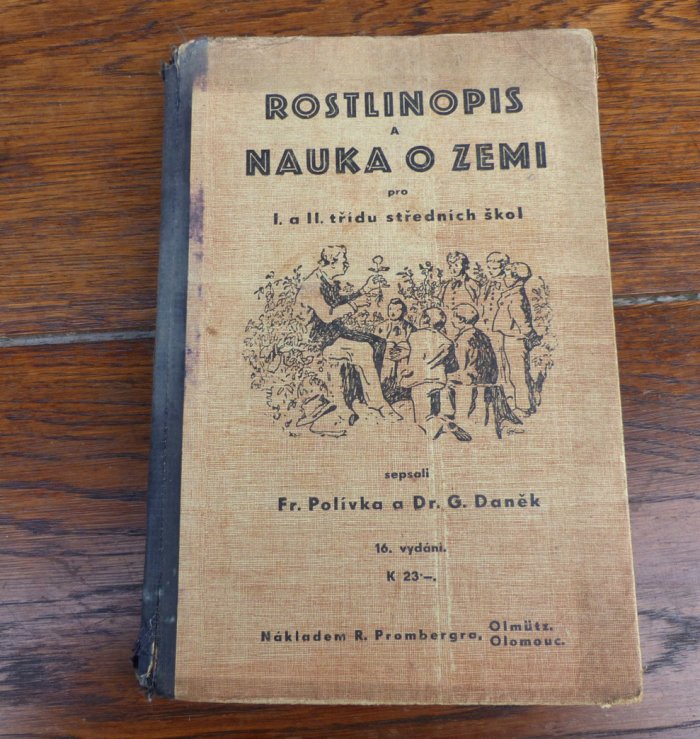 ROSTLINOPIS
A
NAUKA O ZEMI
pro
I. a II. třídu středních škol
sepsali
Fr. Polívka a Dr. G. Daněk
16. vydání.
K 23·–.
Nákladem R. Prombergra, Olmütz.
Olomouc.